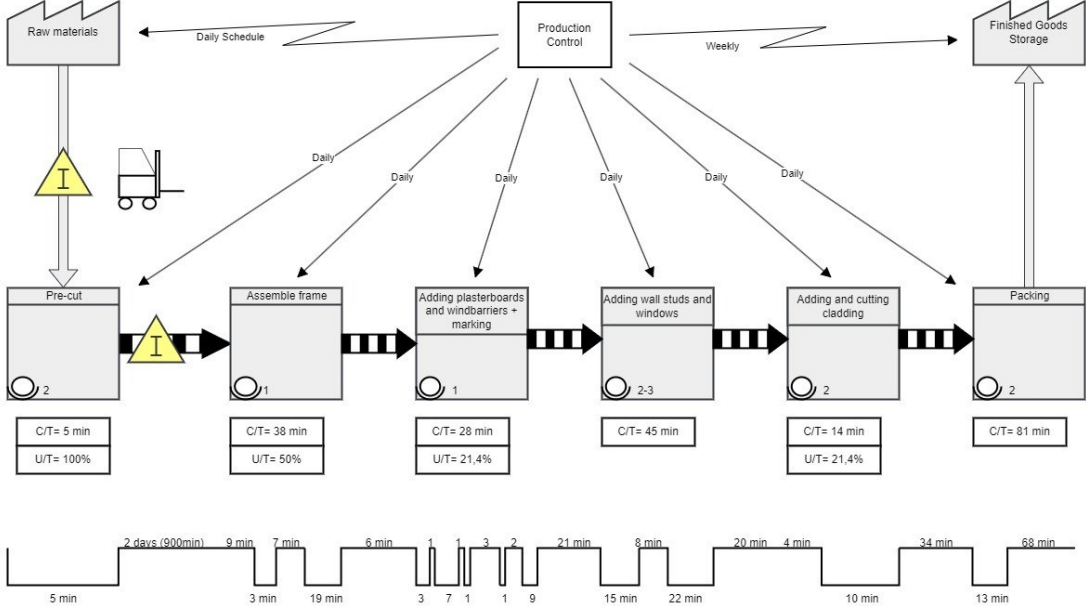 Raw materials
Daily Schedule
Production
Control
Weekly
Finished Goods
Storage
Daily
Daily
Daily
Daily
Daily
Daily
I
Pre-cut
Assemble frame
Adding plasterboards
and windbarriers +
marking
Adding wall studs and
windows
Adding and cutting
cladding
Packing
I
2
1
1
2-3
2
2
C/T= 5 min
U/T= 100%
C/T= 38 min
U/T= 50%
C/T= 28 min
U/T= 21,4%
C/T= 45 min
C/T= 14 min
U/T= 21,4%
C/T= 81 min
2 days (900min) 9 min 7 min 6 min 1 1 3 2 21 min 8 min 20 min 4 min 34 min 68 min
5 min 3 min 19 min 3 7 1 1 9 15 min 22 min 10 min 13 min